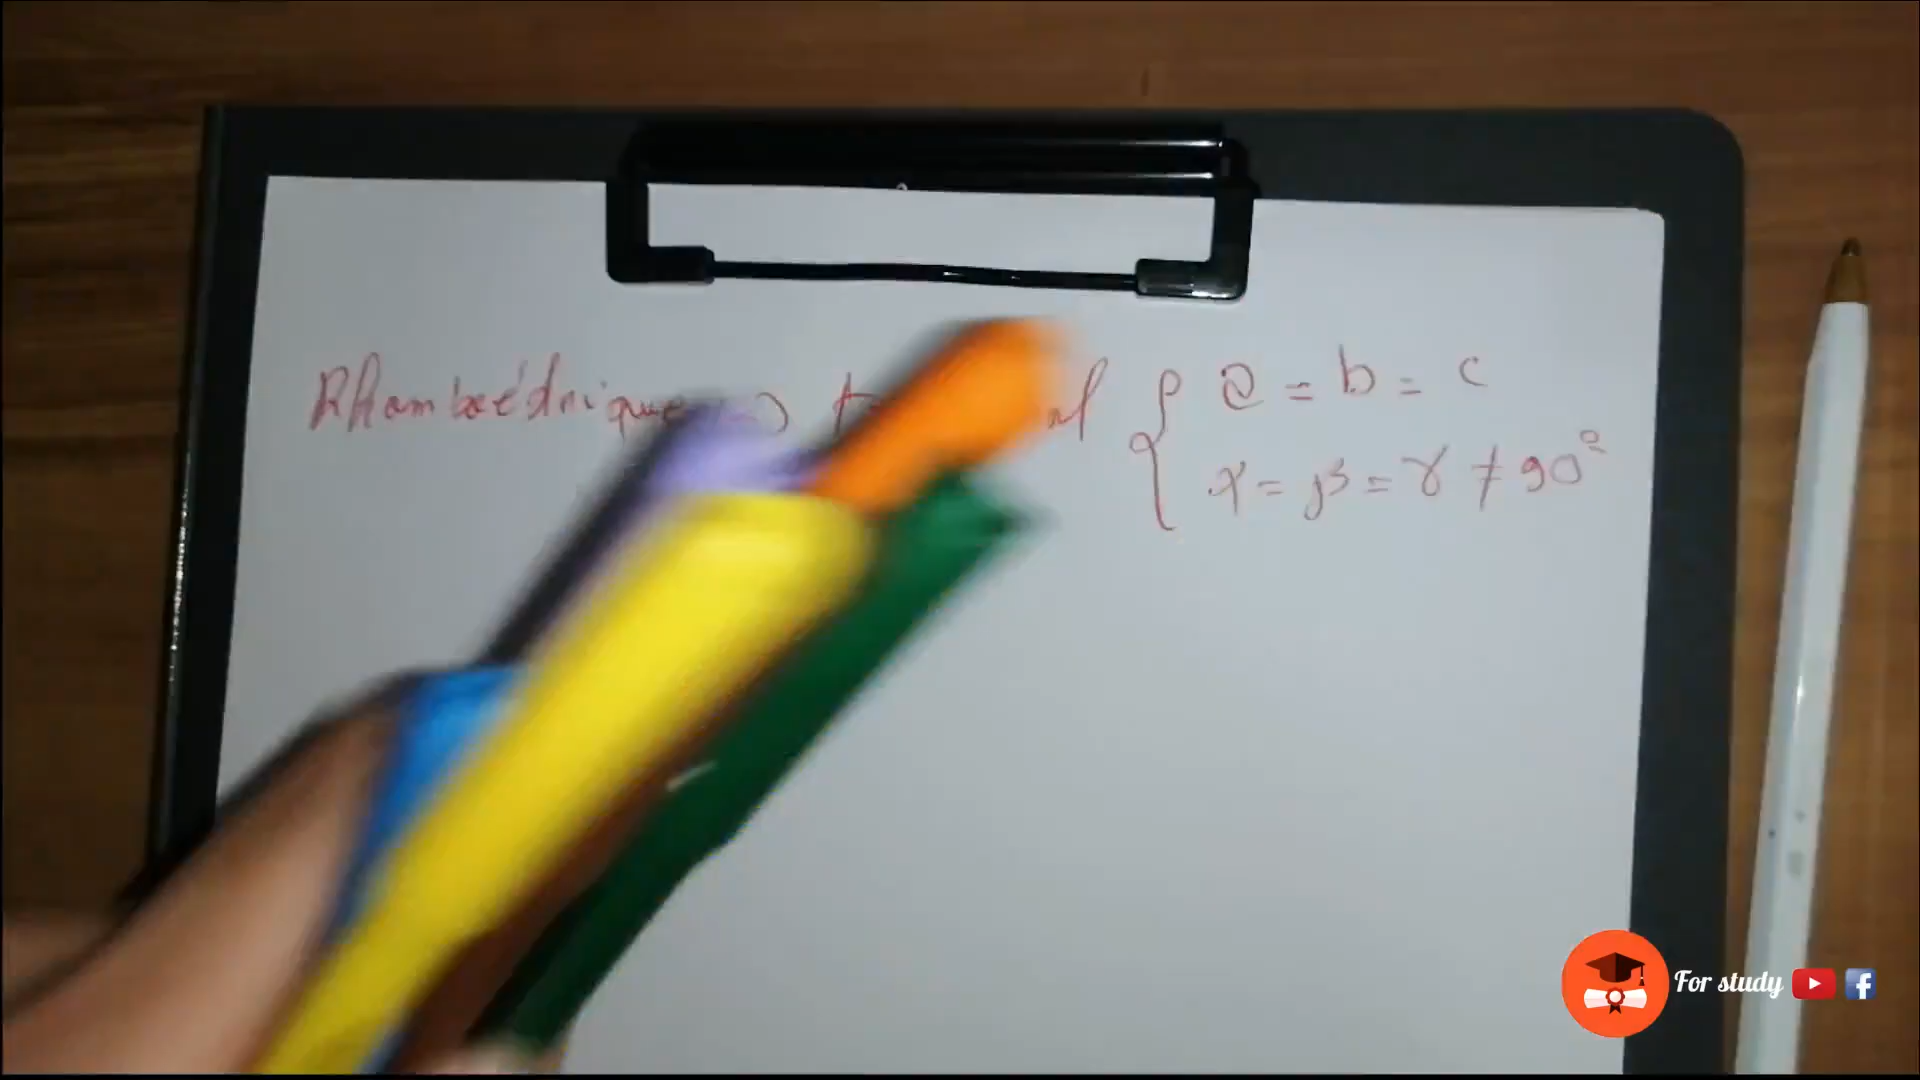 Rhomboédrique { a = b = c
α = β = γ ≠ 90°
For study